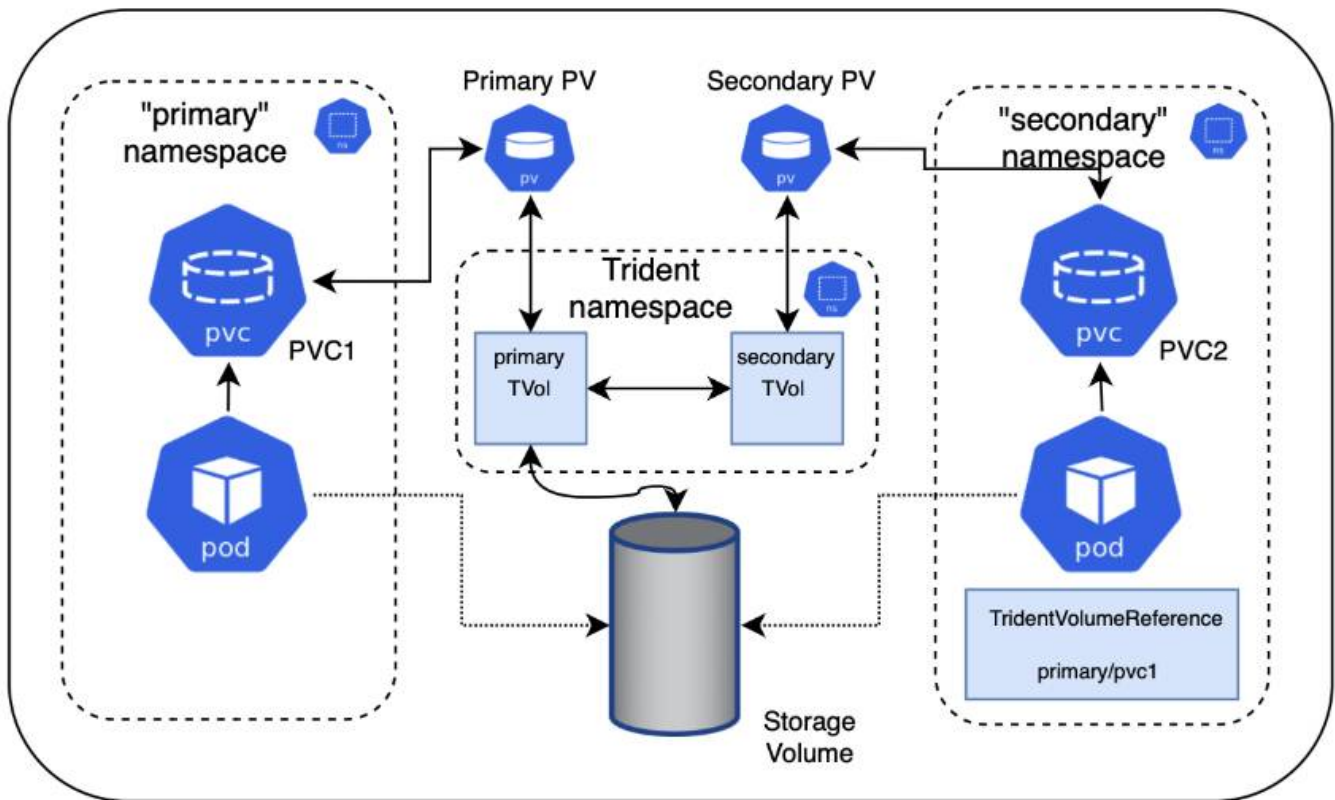 Primary PV
Secondary PV
"primary"
namespace
ns
pv
pv
"secondary"
namespace
ns
Trident
namespace
ns
pvc
PVC1
primary
TVol
secondary
TVol
pvc
PVC2
pod
pod
TridentVolumeReference
primary/pvc1
Storage
Volume